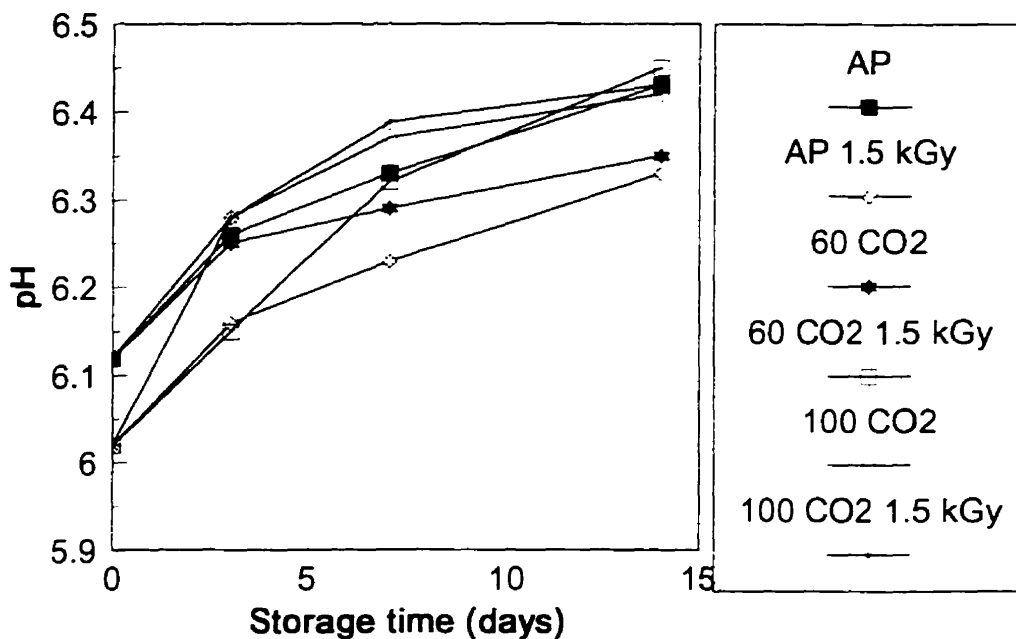 6.5
6.4
6.3
6.2
6.1
6
5.9
pH
0
5
10
15
Storage time (days)
AP
AP 1.5 kGy
60 CO2
60 CO2 1.5 kGy
100 CO2
100 CO2 1.5 kGy